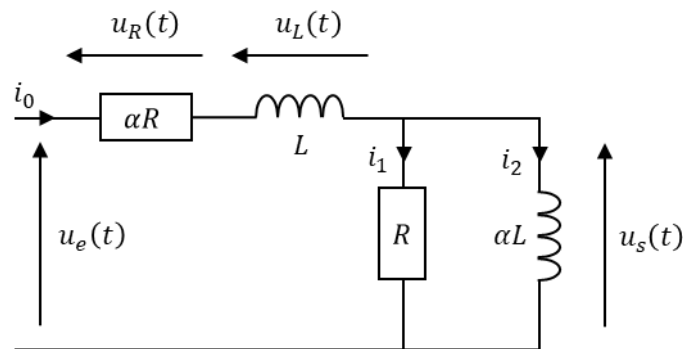 u_R(t)
u_L(t)
i_0
αR
L
i_1
i_2
u_e(t)
R
αL
u_s(t)